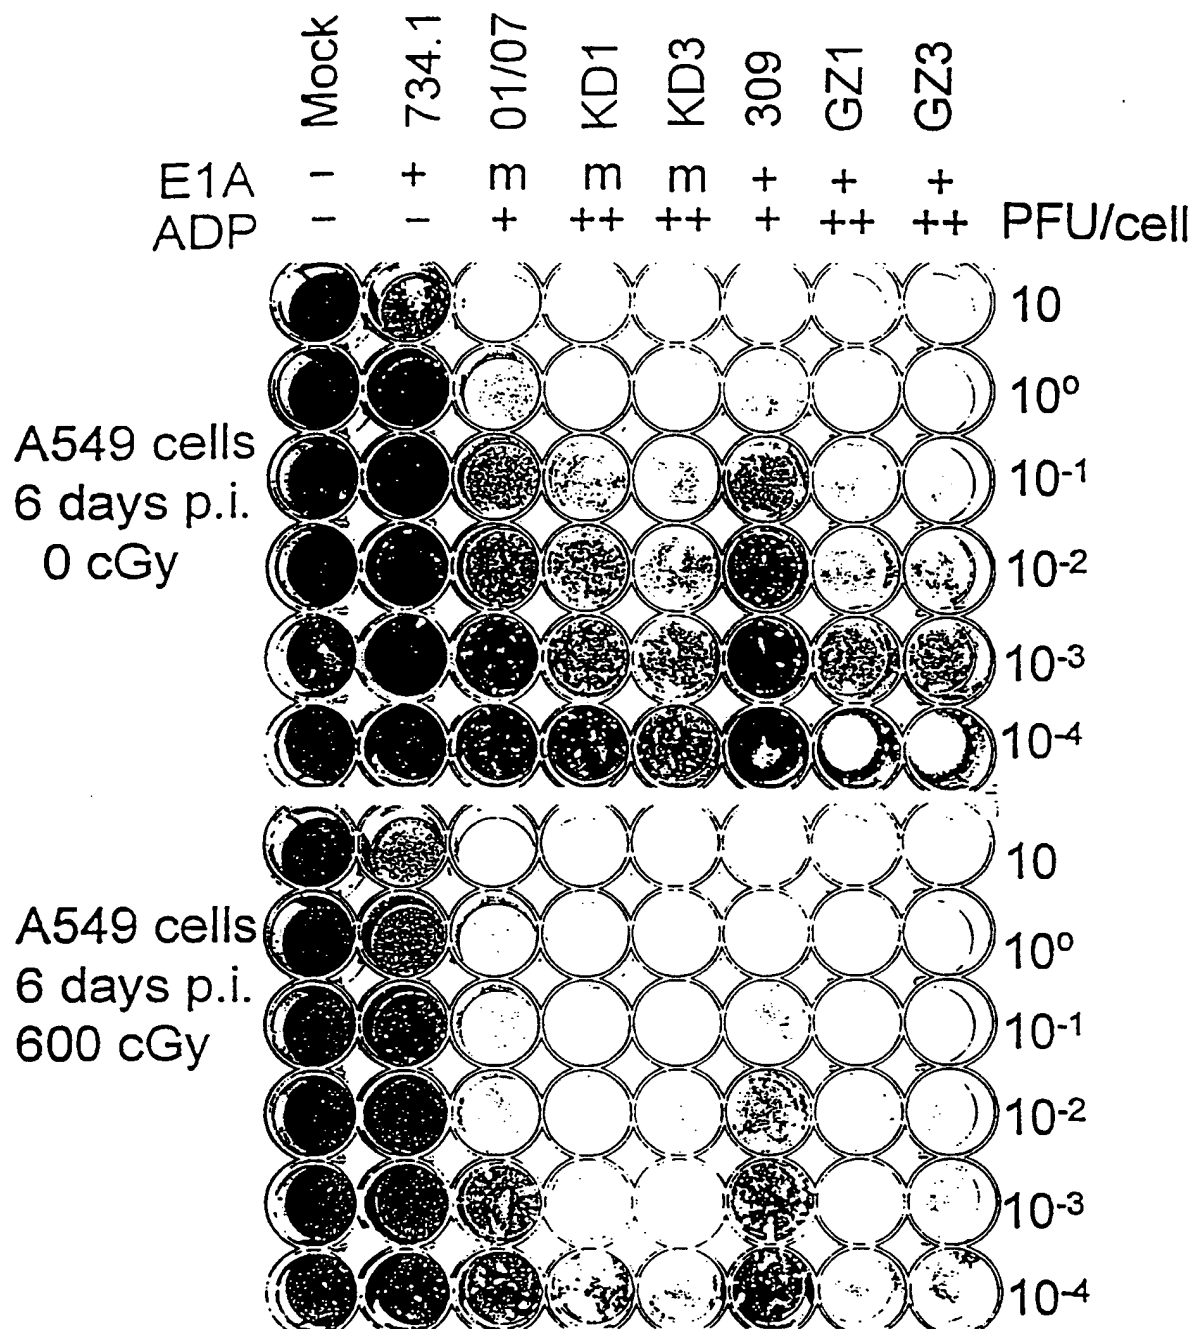 Mock 734.1 01/07 KD1 KD3 309 GZ1 GZ3
E1A - + m m m + + +
ADP - - + ++ ++ + ++ ++ PFU/cell
10
10⁰
A549 cells
6 days p.i.
0 cGy
10⁻¹
10⁻²
10⁻³
10⁻⁴
10
10⁰
A549 cells
6 days p.i.
600 cGy
10⁻¹
10⁻²
10⁻³
10⁻⁴